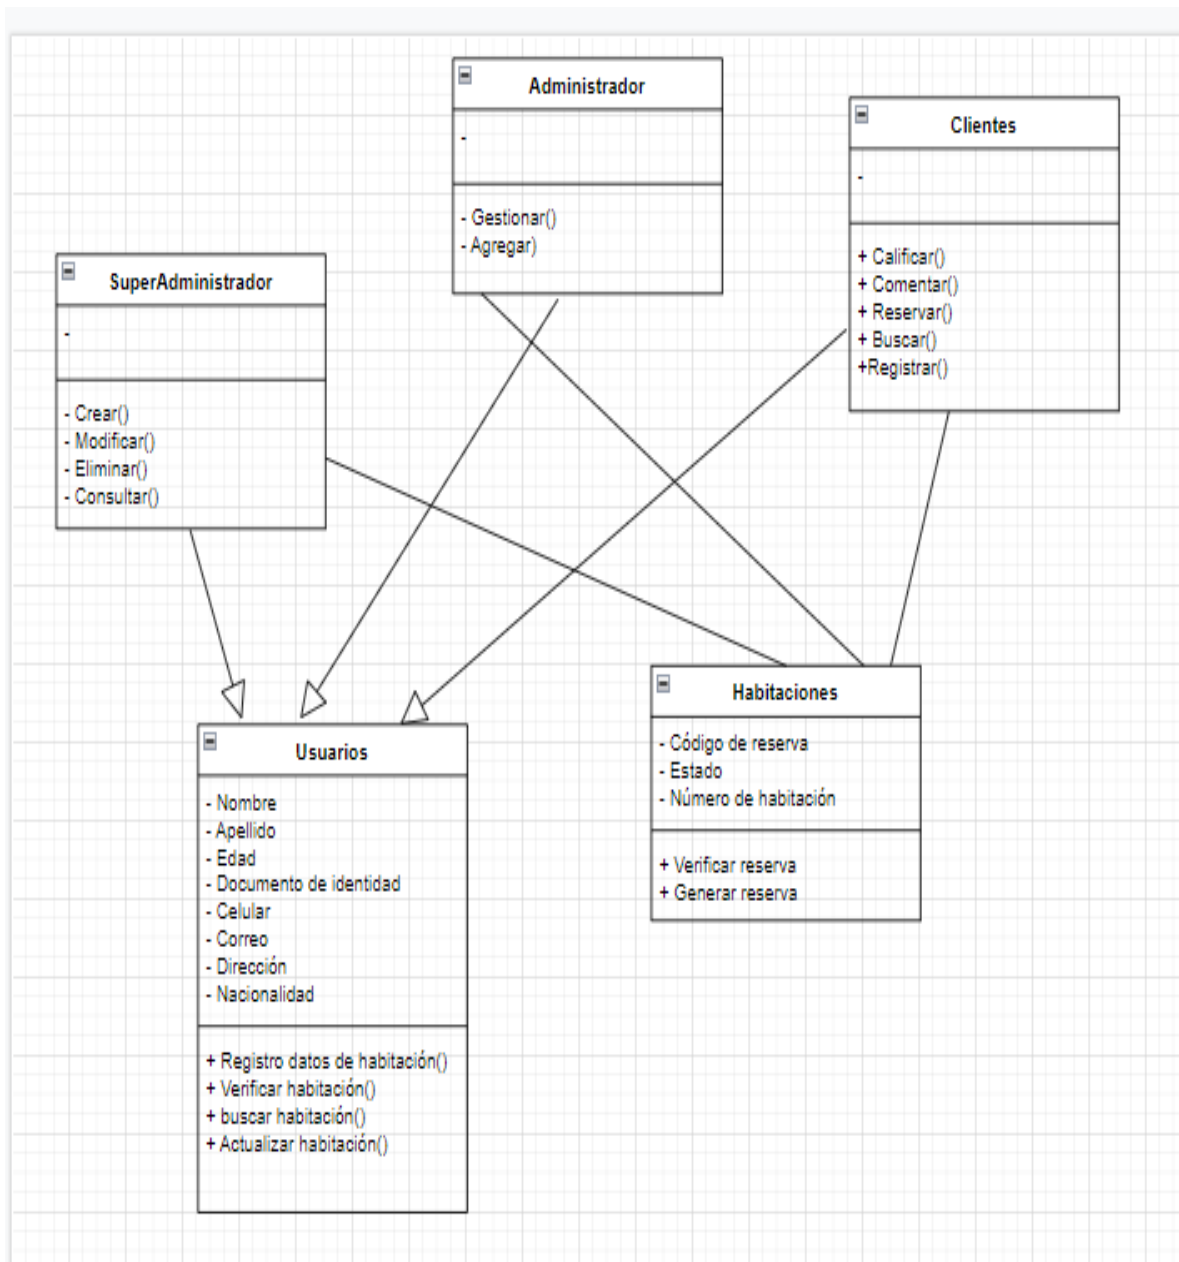 Administrador
-
- Gestionar()
- Agregar)
Clientes
-
+ Calificar()
+ Comentar()
+ Reservar()
+ Buscar()
+Registrar()
SuperAdministrador
-
- Crear()
- Modificar()
- Eliminar()
- Consultar()
Habitaciones
- Código de reserva
- Estado
- Número de habitación
+ Verificar reserva
+ Generar reserva
Usuarios
- Nombre
- Apellido
- Edad
- Documento de identidad
- Celular
- Correo
- Dirección
- Nacionalidad
+ Registro datos de habitación()
+ Verificar habitación()
+ buscar habitación()
+ Actualizar habitación()